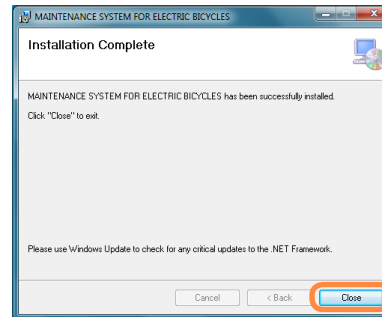 MAINTENANCE SYSTEM FOR ELECTRIC BICYCLES
Installation Complete
MAINTENANCE SYSTEM FOR ELECTRIC BICYCLES has been successfully installed.
Click "Close" to exit.
Please use Windows Update to check for any critical updates to the .NET Framework.
Cancel
< Back
Close